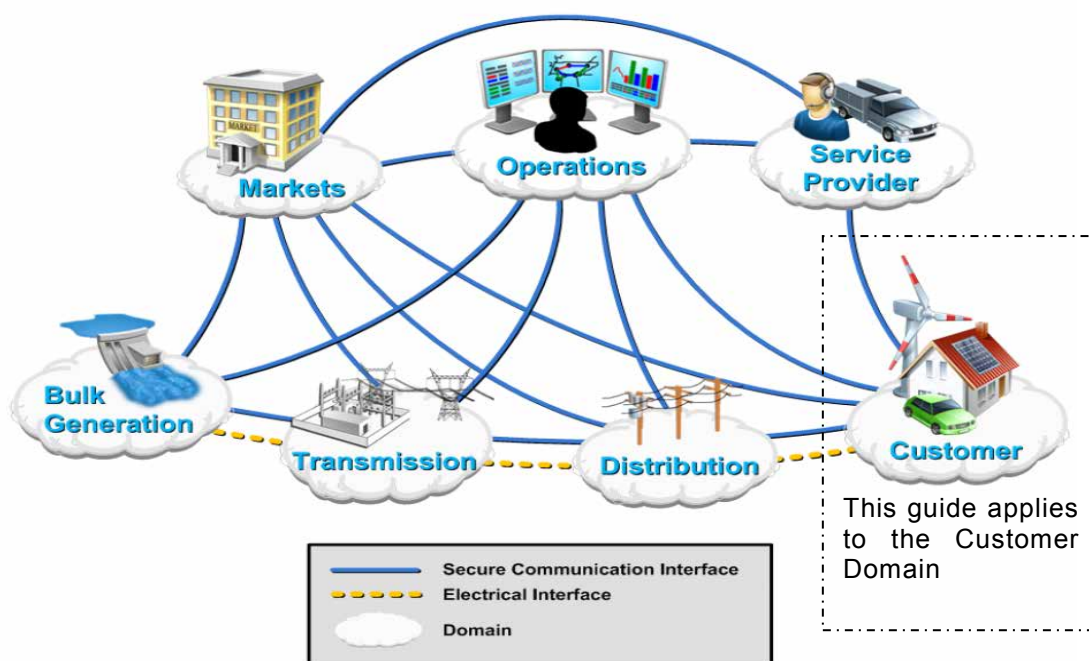 MARKET
Markets
Operations
Service
Provider
Bulk
Generation
Transmission
Distribution
Customer
This guide applies
to the Customer
Domain
Secure Communication Interface
Electrical Interface
Domain